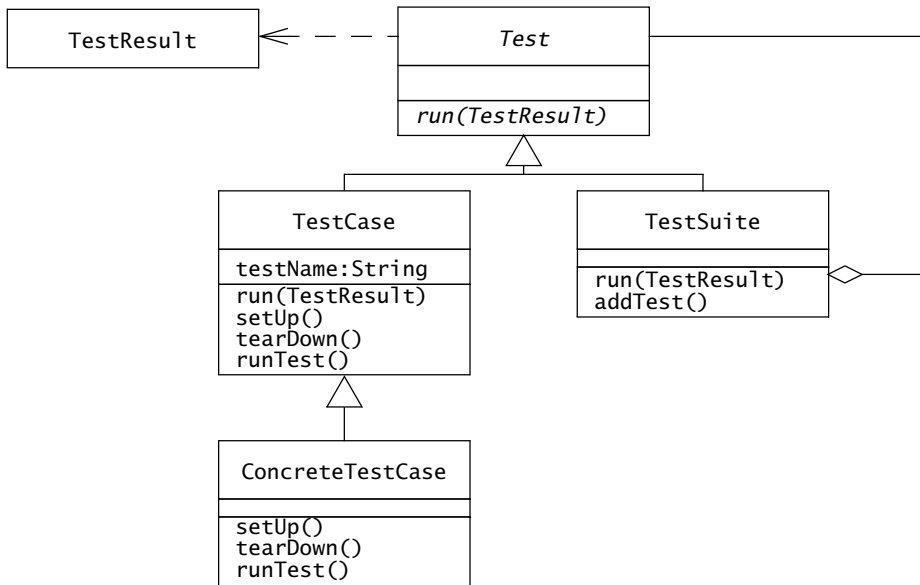 TestResult
Test
run(TestResult)
TestCase
testName:String
run(TestResult)
setUp()
tearDown()
runTest()
TestSuite
run(TestResult)
addTest()
ConcreteTestCase
setUp()
tearDown()
runTest()